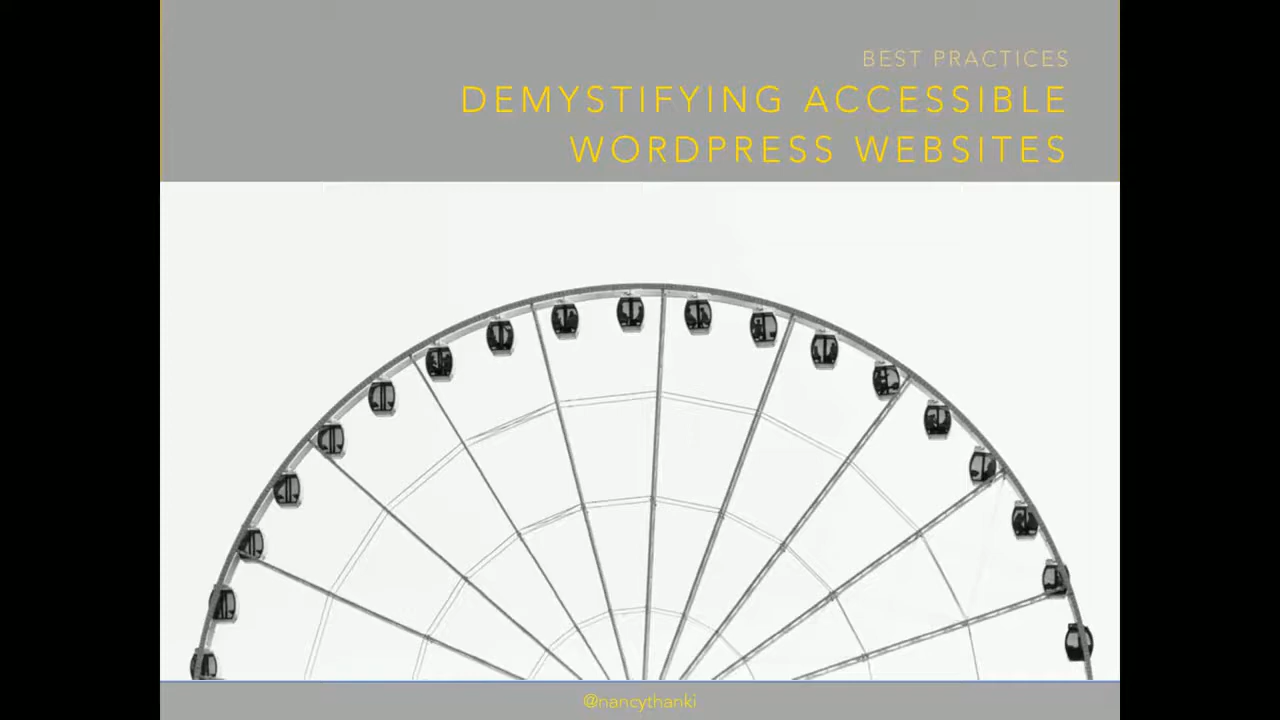 BEST PRACTICES
DEMYSTIFYING ACCESSIBLE
WORDPRESS WEBSITES
@nancythanki